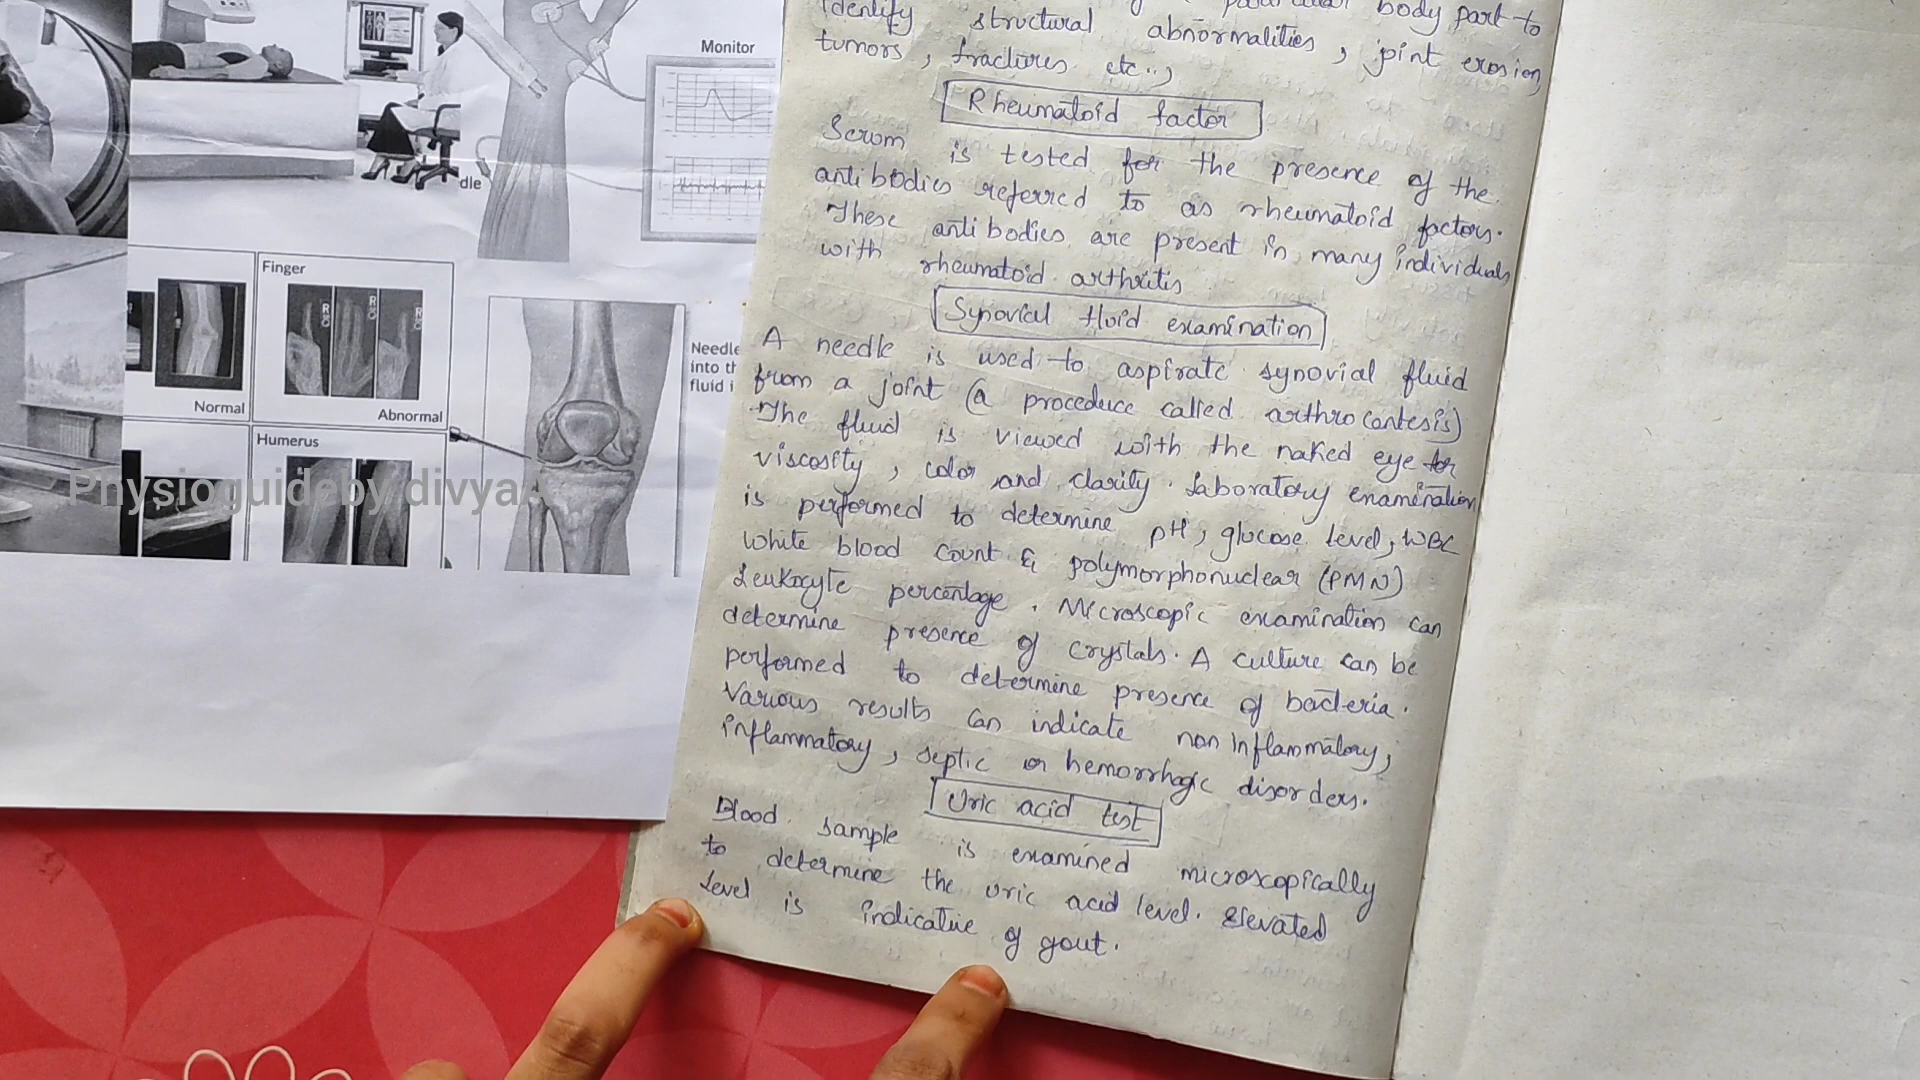 Monitor
dle
Finger
Normal
Abnormal
Humerus
Needle
into th
fluid i
Physioguideby divya
body part to
identify structural abnormalities, joint erosion,
tumors, fractures etc..,
Rheumatoid factor
Serum is tested for the presence of the
antibodies referred to as rheumatoid factors.
These antibodies are present in many individuals
with rheumatoid arthritis
Synovial fluid examination
A needle is used to aspirate synovial fluid
from a joint (a procedure called arthrocentesis)
The fluid is viewed with the naked eye for
viscosity, color and clarity. Laboratory examination
is performed to determine pH, glucose level, WBC
White blood count & polymorphonuclear (PMN)
Leukocyte percentage. Microscopic examination can
determine presence of crystals. A culture can be
performed to determine presence of bacteria.
Various results can indicate non inflammatory,
inflammatory, septic or hemorrhagic disorders.
Uric acid test
Blood sample is examined microscopically
to determine the uric acid level. Elevated
level is indicative of gout.